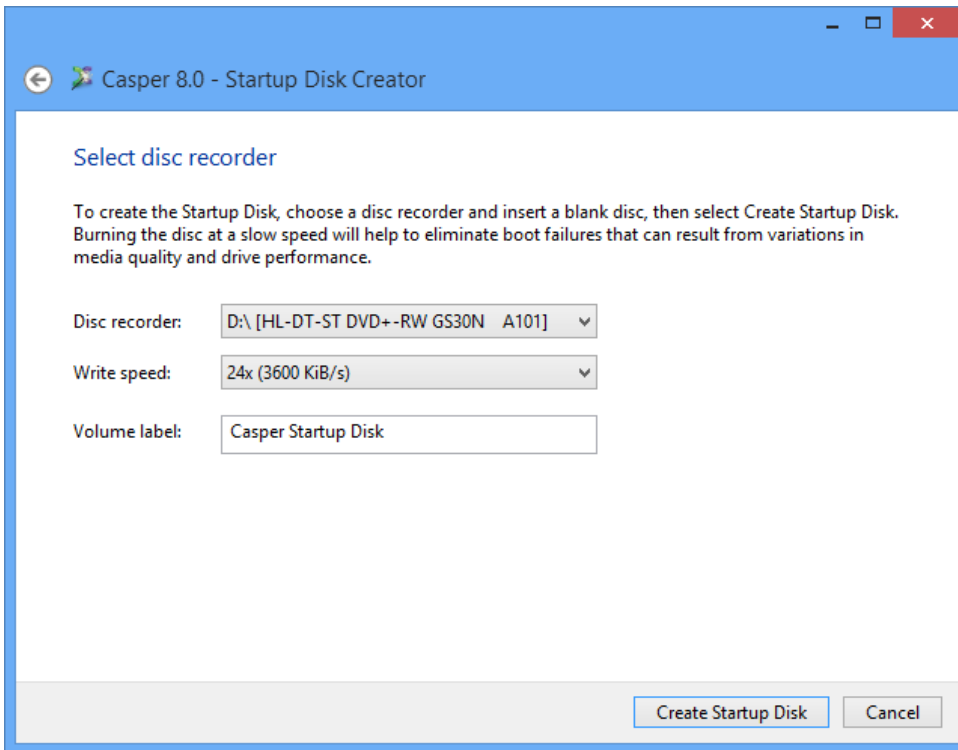 Casper 8.0 - Startup Disk Creator
Select disc recorder
To create the Startup Disk, choose a disc recorder and insert a blank disc, then select Create Startup Disk.
Burning the disc at a slow speed will help to eliminate boot failures that can result from variations in
media quality and drive performance.
Disc recorder: D:\ [HL-DT-ST DVD+-RW GS30N    A101]
Write speed: 24x (3600 KiB/s)
Volume label: Casper Startup Disk
Create Startup Disk Cancel